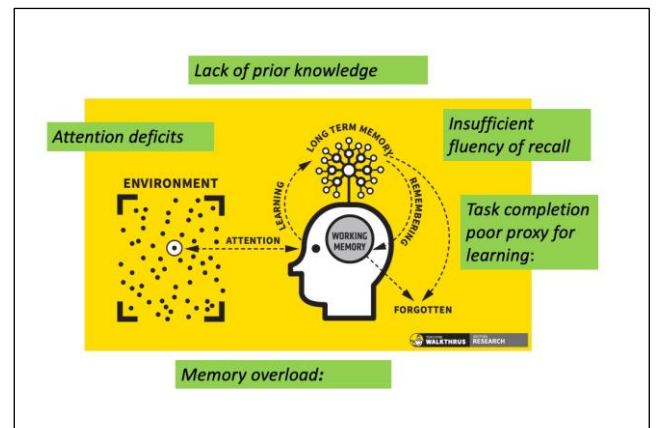 Lack of prior knowledge
Attention deficits
Insufficient
fluency of recall
LONG TERM MEMORY
ENVIRONMENT
LEARNING
REMEMBERING
ATTENTION
WORKING
MEMORY
Task completion
poor proxy for
learning:
FORGOTTEN
WALKTHRUS
RESEARCH
Memory overload: